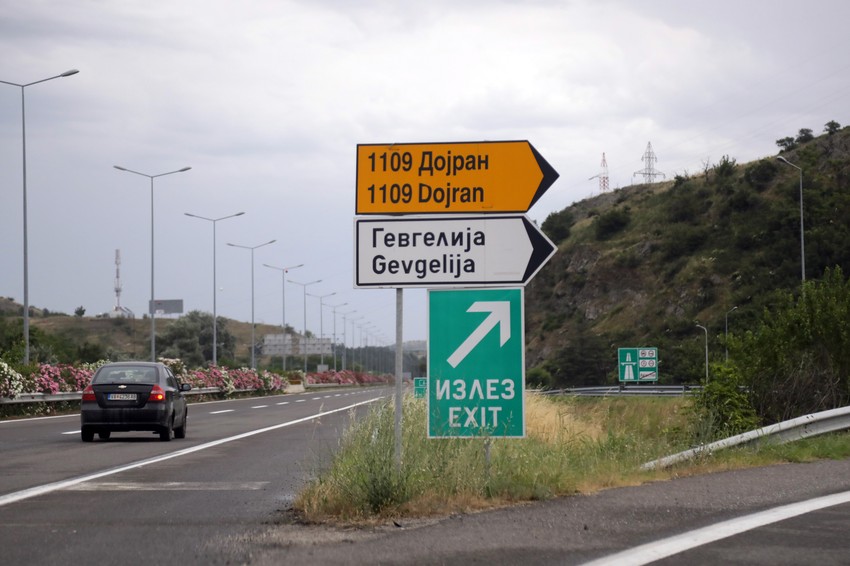 1109 Дојран
1109 Dojran
Гевгелија
Gevgelija
ИЗЛЕЗ
EXIT